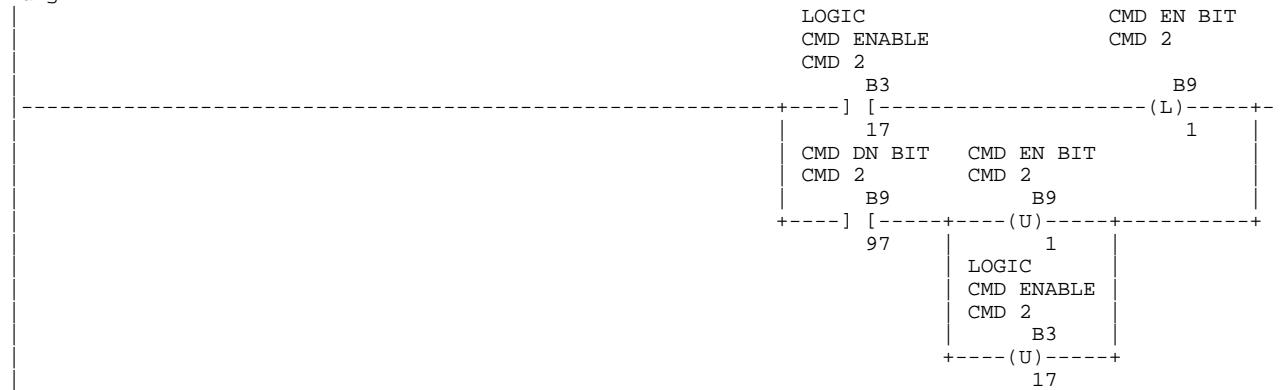 LOGIC CMD EN BIT
CMD ENABLE CMD 2
CMD 2
B3 B9
] [ (L)
17 1
CMD DN BIT CMD EN BIT
CMD 2 CMD 2
B9 B9
] [ (U)
97 1
LOGIC
CMD ENABLE
CMD 2
B3
(U)
17